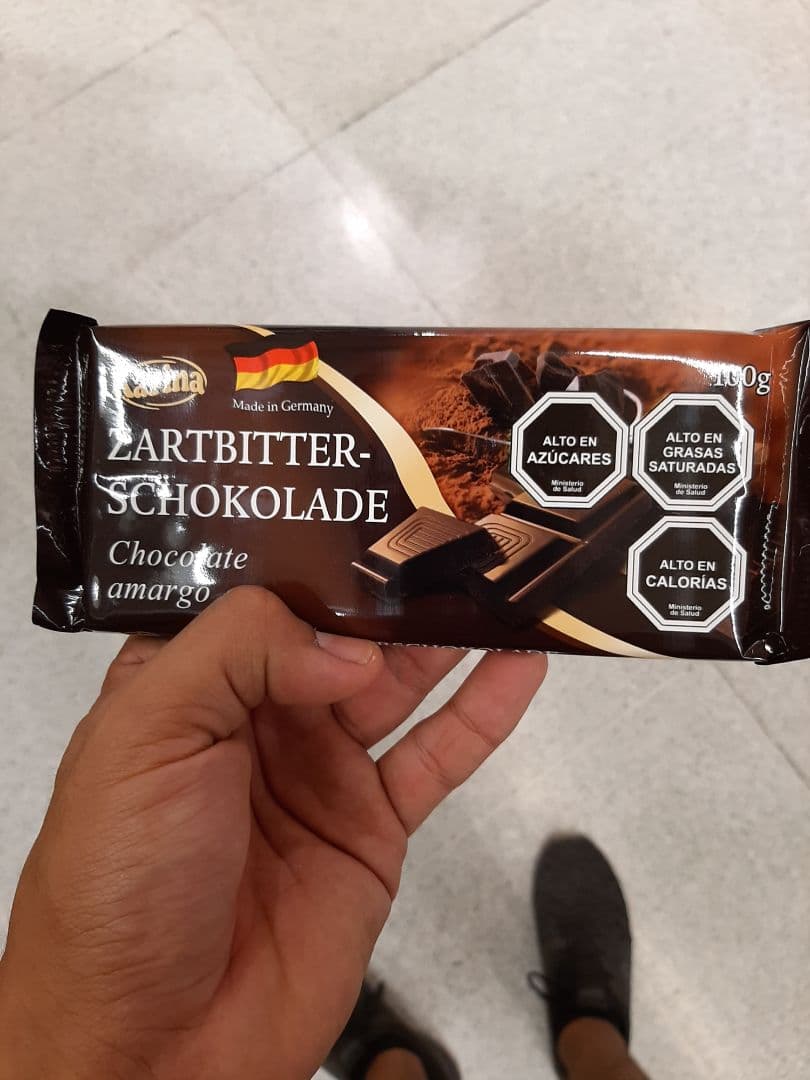 Made in Germany
100g
ZARTBITTER-
SCHOKOLADE
Chocolate
amargo
ALTO EN
AZÚCARES
Ministerio
de Salud
ALTO EN
GRASAS
SATURADAS
Ministerio
de Salud
ALTO EN
CALORÍAS
Ministerio
de Salud